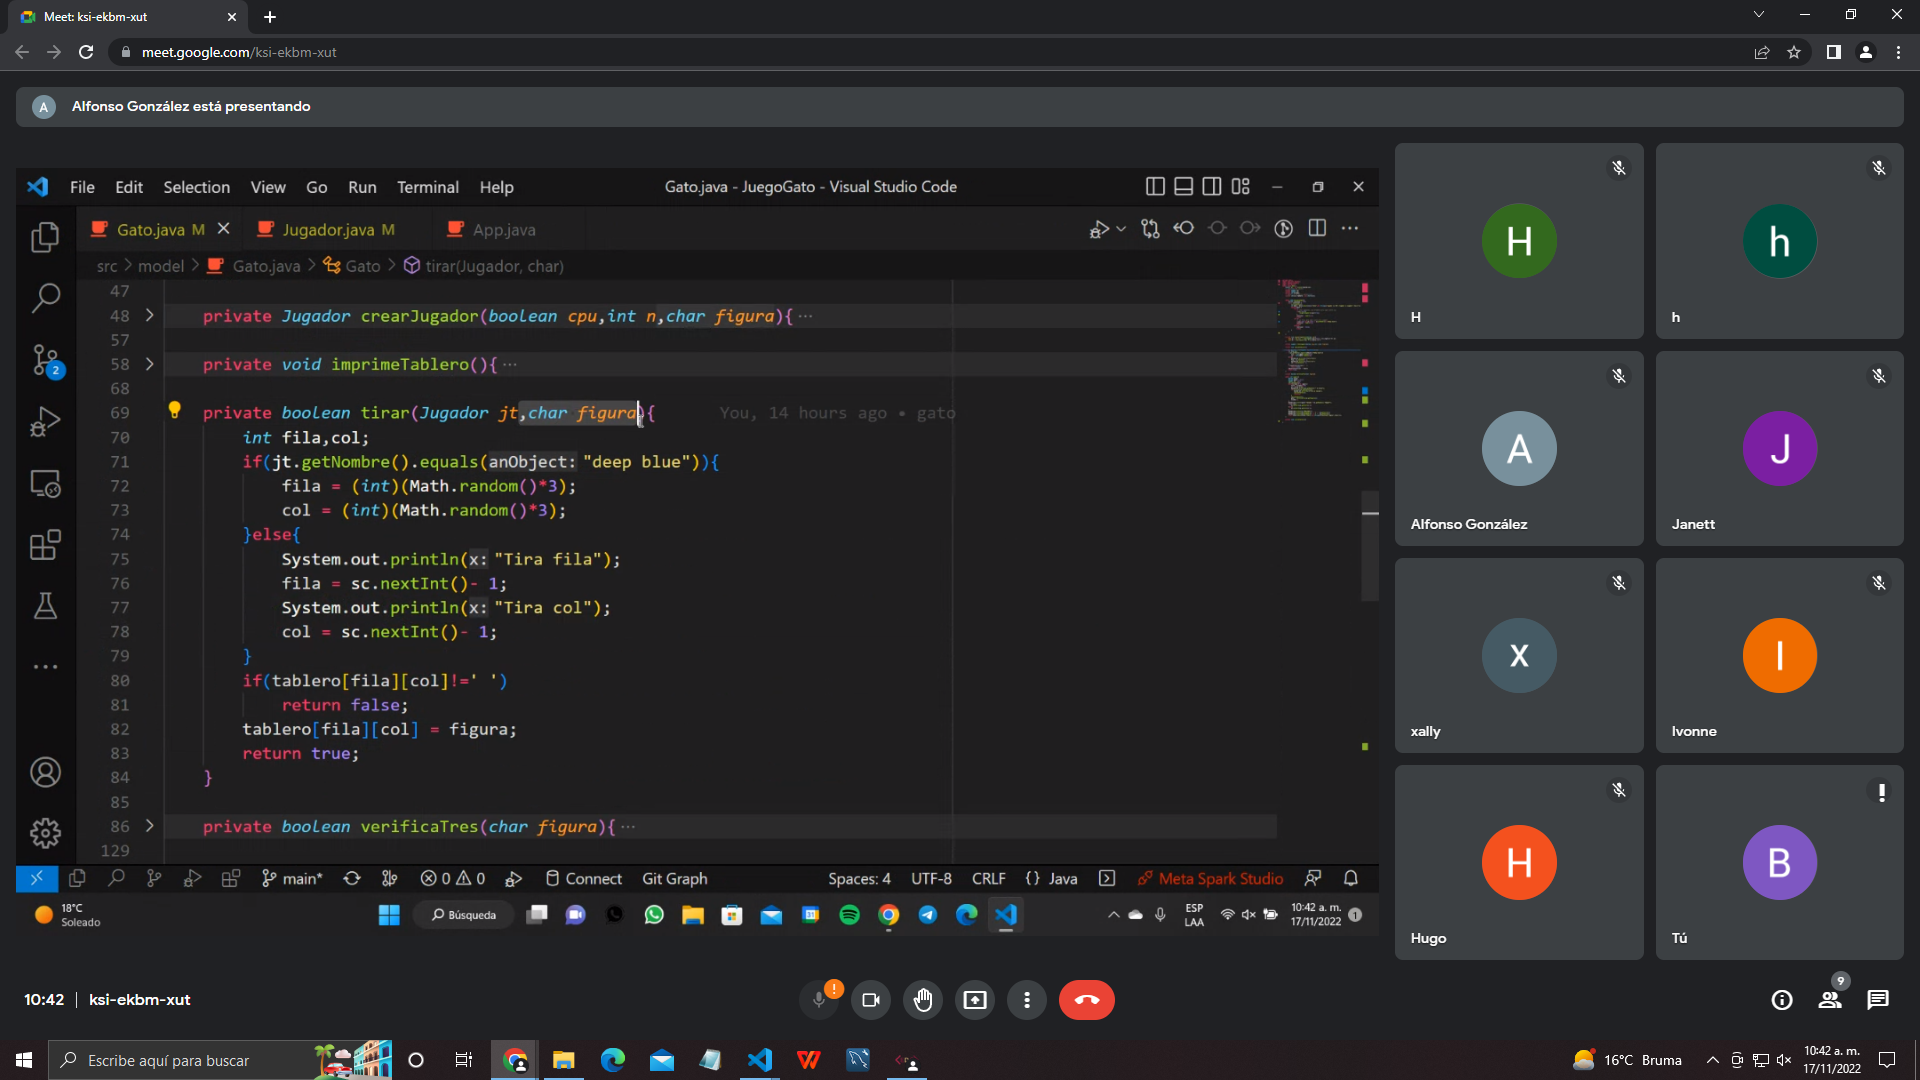 Meet: ksi-ekbm-xut
meet.google.com/ksi-ekbm-xut
A Alfonso González está presentando
File Edit Selection View Go Run Terminal Help Gato.java - JuegoGato - Visual Studio Code
Gato.java M Jugador.java M App.java
src > model > Gato.java > Gato > tirar(Jugador, char)
47
48 private Jugador crearJugador(boolean cpu,int n,char figura){ ...
57
58 private void imprimeTablero(){ ...
68
69 private boolean tirar(Jugador jt,char figura){ You, 14 hours ago • gato
70 int fila,col;
71 if(jt.getNombre().equals(anObject: "deep blue")){
72 fila = (int)(Math.random()*3);
73 col = (int)(Math.random()*3);
74 }else{
75 System.out.println(x: "Tira fila");
76 fila = sc.nextInt()- 1;
77 System.out.println(x: "Tira col");
78 col = sc.nextInt()- 1;
79 }
80 if(tablero[fila][col]!=' ')
81 return false;
82 tablero[fila][col] = figura;
83 return true;
84 }
85
86 private boolean verificaTres(char figura){ ...
129
2
main* 0 0 Connect Git Graph Spaces: 4 UTF-8 CRLF {} Java Meta Spark Studio
18°C
Soleado
Búsqueda
ESP
LAA
10:42 a. m.
17/11/2022
1
H
H
h
h
A
Alfonso González
J
Janett
x
xally
I
Ivonne
H
Hugo
B
Tú
10:42 | ksi-ekbm-xut
9
Escribe aquí para buscar
16°C Bruma
10:42 a. m.
17/11/2022